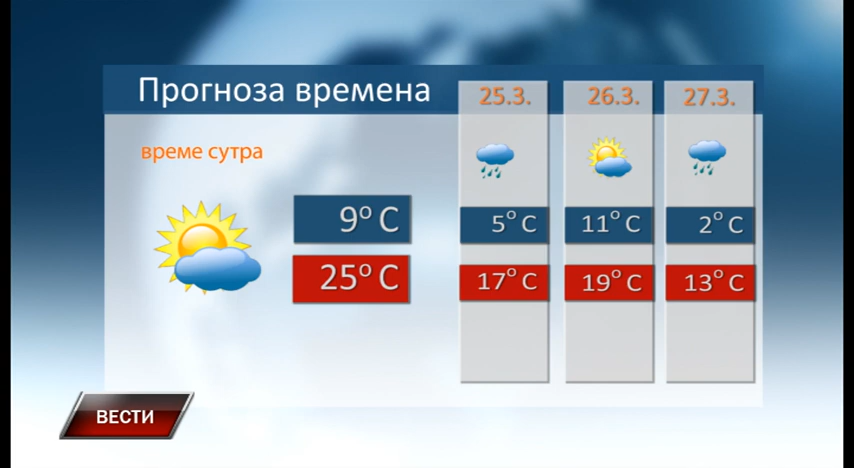 Прогноза времена
време сутра
9° C
25° C
25.3.
5° C
17° C
26.3.
11° C
19° C
27.3.
2° C
13° C
ВЕСТИ